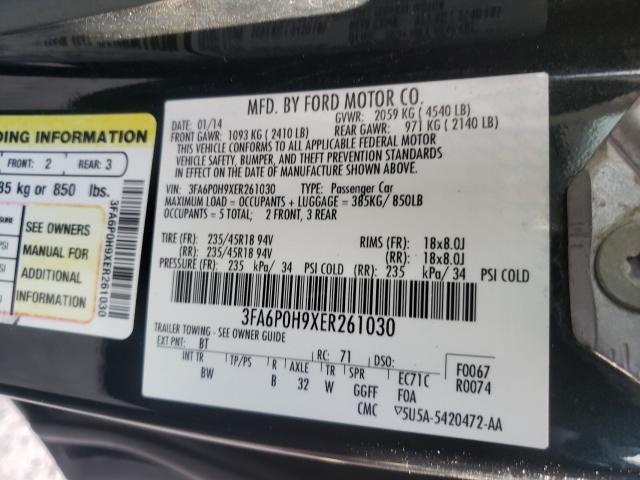 MFD. BY FORD MOTOR CO.
DATE: 01/14 GVWR: 2059 KG (4540 LB)
FRONT GAWR: 1093 KG (2410 LB) REAR GAWR: 971 KG (2140 LB)
THIS VEHICLE CONFORMS TO ALL APPLICABLE FEDERAL MOTOR
VEHICLE SAFETY, BUMPER, AND THEFT PREVENTION STANDARDS
IN EFFECT ON THE DATE OF MANUFACTURE SHOWN ABOVE.
VIN: 3FA6P0H9XER261030 TYPE: Passenger Car
MAXIMUM LOAD = OCCUPANTS + LUGGAGE = 385KG/850LB
OCCUPANTS = 5 TOTAL; 2 FRONT, 3 REAR
TIRE (FR): 235/45R18 94V RIMS (FR): 18x8.0J
(RR): 235/45R18 94V (RR): 18x8.0J
PRESSURE (FR): 235 kPa/ 34 PSI COLD (RR): 235 kPa/ 34 PSI COLD
3FA6P0H9XER261030
TRAILER TOWING - SEE OWNER GUIDE
EXT PNT: BT RC: 71 DSO:
INT TR TP/PS R AXLE TR SPR EC71C F0067
BW B 32 W GGFF F0A R0074
CMC 5U5A-5420472-AA
DING INFORMATION
FRONT: 2 REAR: 3
85 kg or 850 lbs.
SEE OWNERS
MANUAL FOR
ADDITIONAL
INFORMATION
3FA6P0H9XER261030